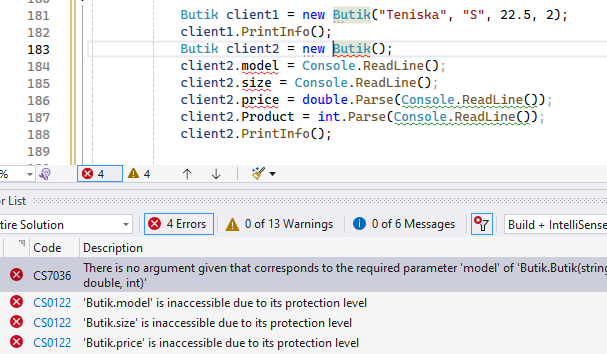 181 Butik client1 = new Butik("Teniska", "S", 22.5, 2);
182 client1.PrintInfo();
183 Butik client2 = new Butik();
184 client2.model = Console.ReadLine();
185 client2.size = Console.ReadLine();
186 client2.price = double.Parse(Console.ReadLine());
187 client2.Product = int.Parse(Console.ReadLine());
188 client2.PrintInfo();
189
% 4 4
or List
tire Solution 4 Errors 0 of 13 Warnings 0 of 6 Messages Build + IntelliSense
Code Description
CS7036 There is no argument given that corresponds to the required parameter 'model' of 'Butik.Butik(string
double, int)'
CS0122 'Butik.model' is inaccessible due to its protection level
CS0122 'Butik.size' is inaccessible due to its protection level
CS0122 'Butik.price' is inaccessible due to its protection level